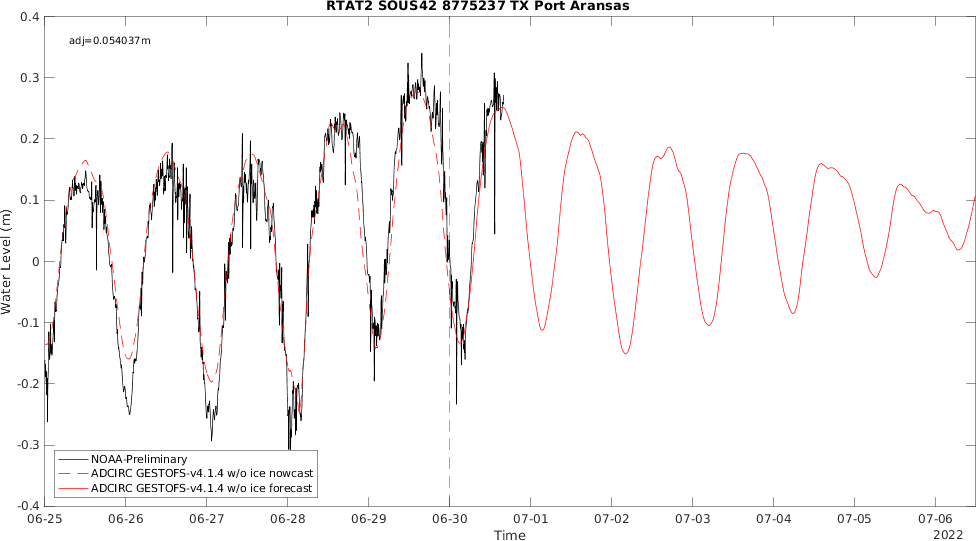 RTAT2 SOUS42 8775237 TX Port Aransas
adj=0.054037m
Water Level (m)
0.4
0.3
0.2
0.1
0
-0.1
-0.2
-0.3
-0.4
NOAA-Preliminary
ADCIRC GESTOFS-v4.1.4 w/o ice nowcast
ADCIRC GESTOFS-v4.1.4 w/o ice forecast
06-25 06-26 06-27 06-28 06-29 06-30 07-01 07-02 07-03 07-04 07-05 07-06
Time
2022